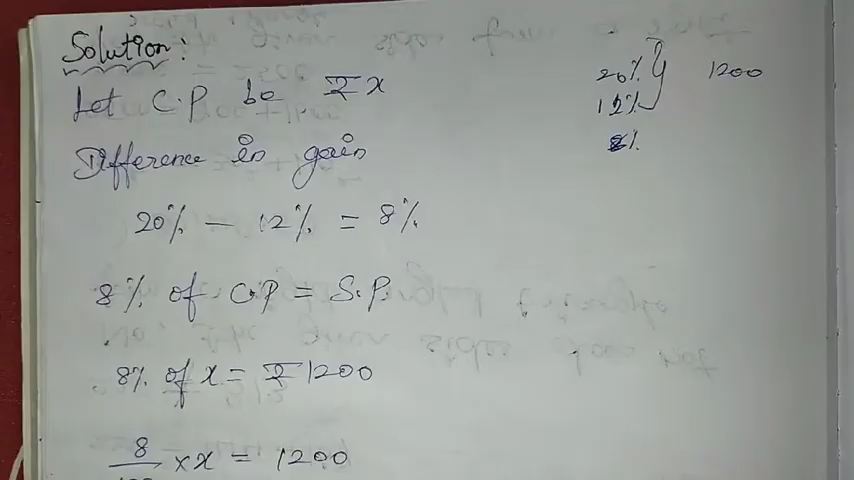 Solution:
Let C.P be ₹ x
20%
1200
12%
Difference in gain
8%
20% — 12% = 8%
8% of C.P = S.P.
8% of x = ₹ 1200
8
× x = 1200